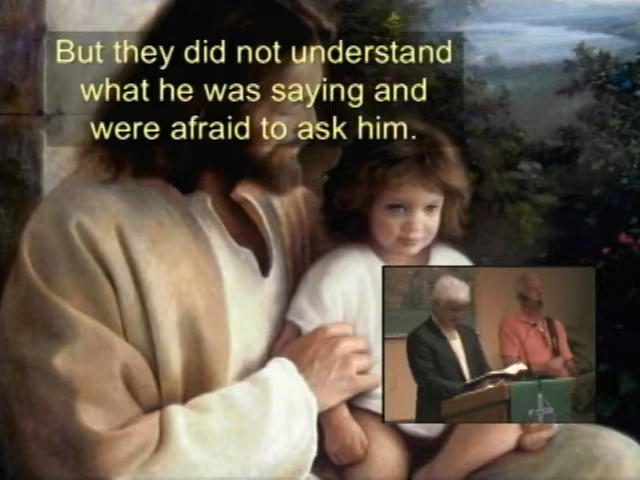 But they did not understand
what he was saying and
were afraid to ask him.